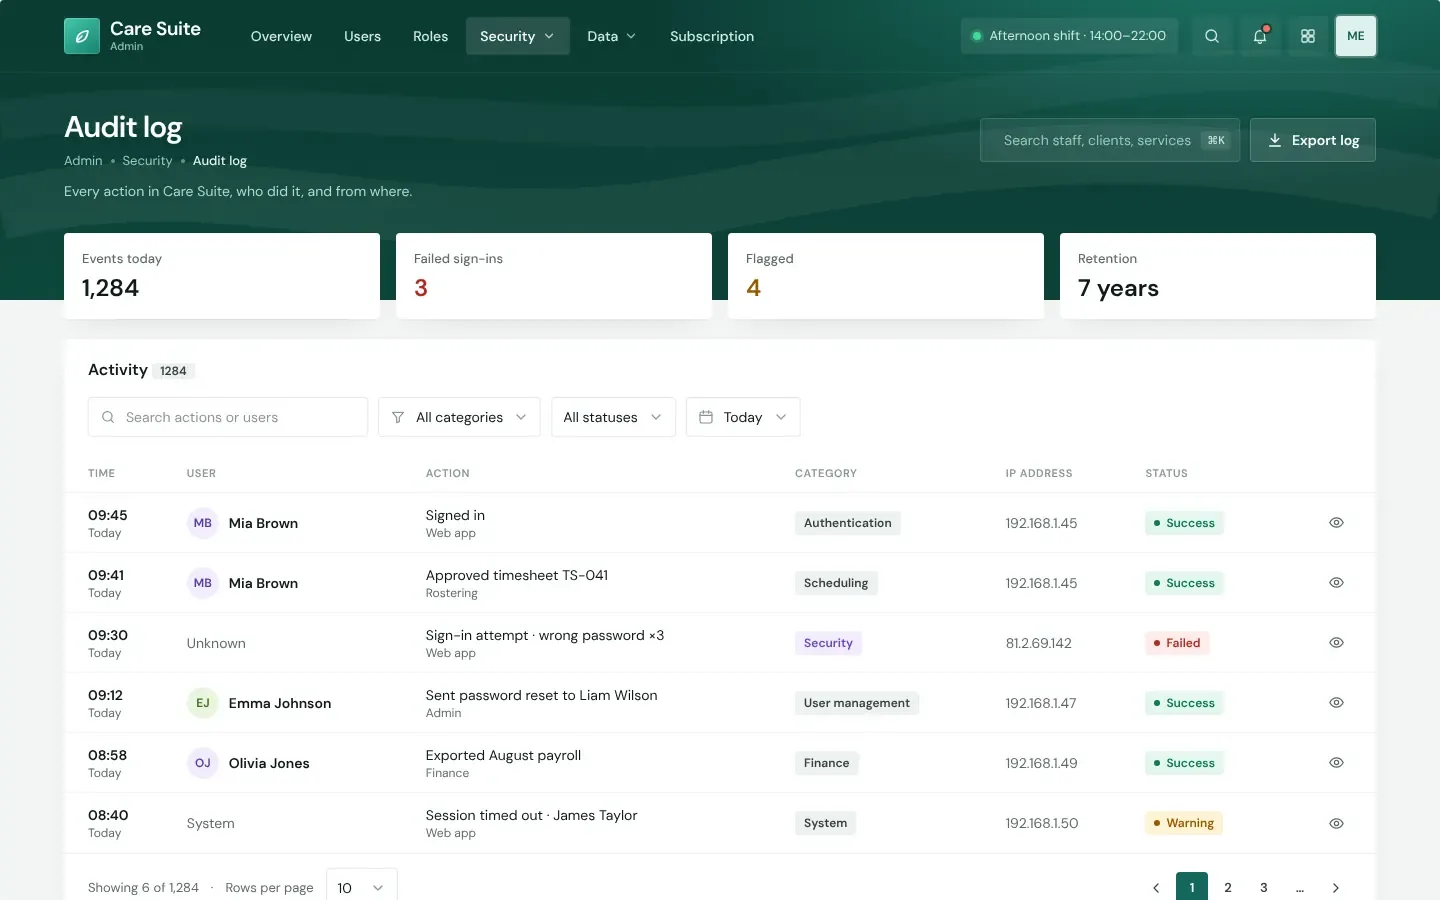 Care Suite
Admin
Overview
Users
Roles
Security
Data
Subscription
Afternoon shift · 14:00–22:00
ME
Audit log
Admin • Security • Audit log
Every action in Care Suite, who did it, and from where.
Search staff, clients, services ⌘K
Export log
Events today
1,284
Failed sign-ins
3
Flagged
4
Retention
7 years
Activity 1284
Search actions or users
All categories
All statuses
Today
TIME USER ACTION CATEGORY IP ADDRESS STATUS
09:45 Today MB Mia Brown Signed in Web app Authentication 192.168.1.45 Success
09:41 Today MB Mia Brown Approved timesheet TS-041 Rostering Scheduling 192.168.1.45 Success
09:30 Today Unknown Sign-in attempt · wrong password ×3 Web app Security 81.2.69.142 Failed
09:12 Today EJ Emma Johnson Sent password reset to Liam Wilson Admin User management 192.168.1.47 Success
08:58 Today OJ Olivia Jones Exported August payroll Finance Finance 192.168.1.49 Success
08:40 Today System Session timed out · James Taylor Web app System 192.168.1.50 Warning
Showing 6 of 1,284 · Rows per page 10
1 2 3 …